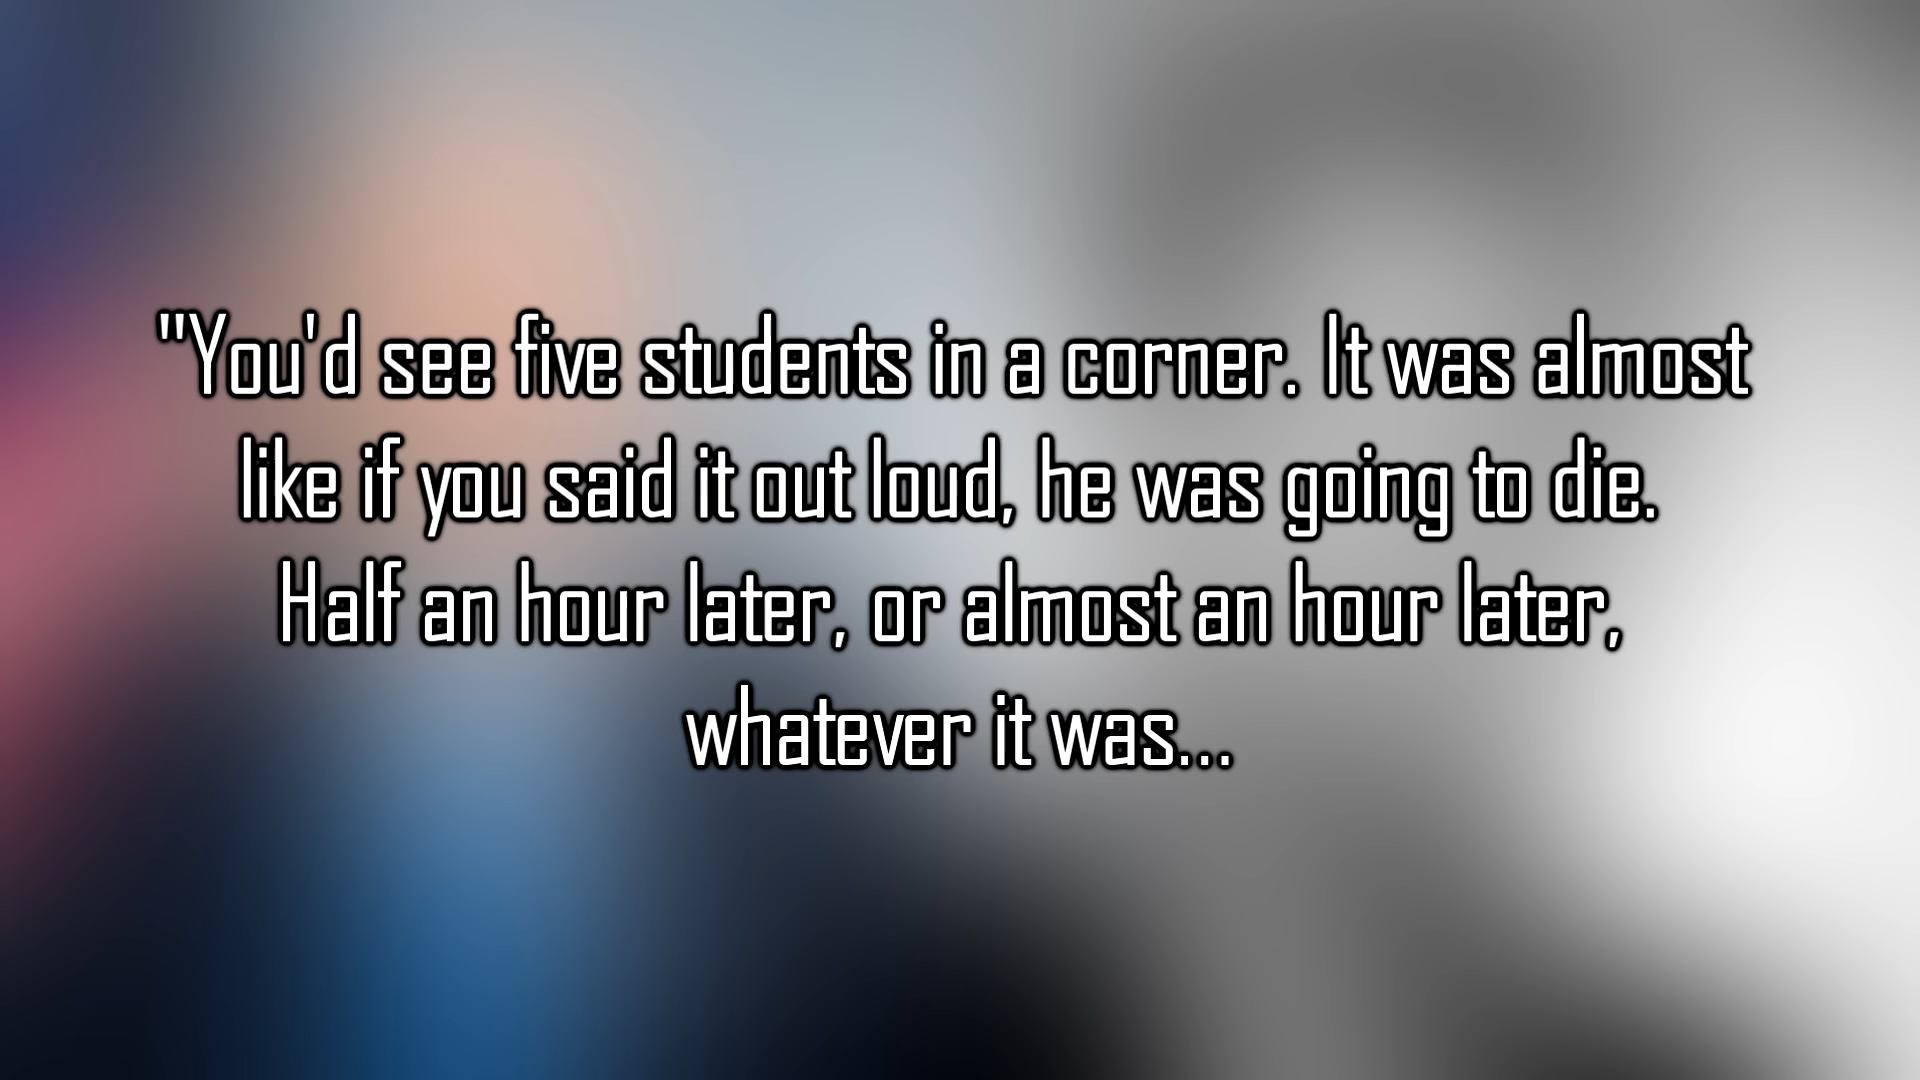 "You'd see five students in a corner. It was almost
like if you said it out loud, he was going to die.
Half an hour later, or almost an hour later,
whatever it was...